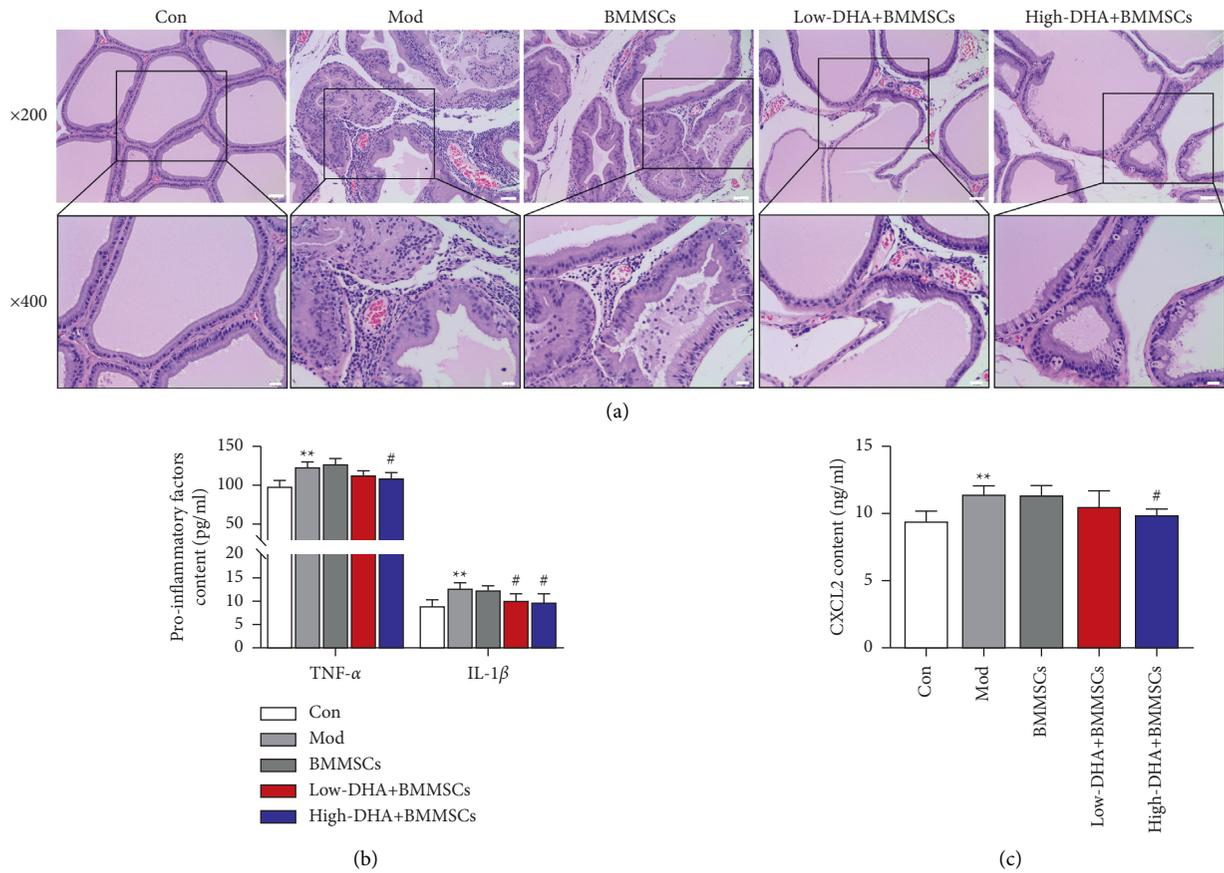 Con Mod BMMSCs Low-DHA+BMMSCs High-DHA+BMMSCs
×200
×400
(a)
Pro-inflammatory factors
content (pg/ml)
150
100
50
20
15
10
5
0
** #
** # #
TNF-α IL-1β
Con
Mod
BMMSCs
Low-DHA+BMMSCs
High-DHA+BMMSCs
(b)
CXCL2 content (ng/ml)
15
10
5
0
** #
Con
Mod
BMMSCs
Low-DHA+BMMSCs
High-DHA+BMMSCs
(c)